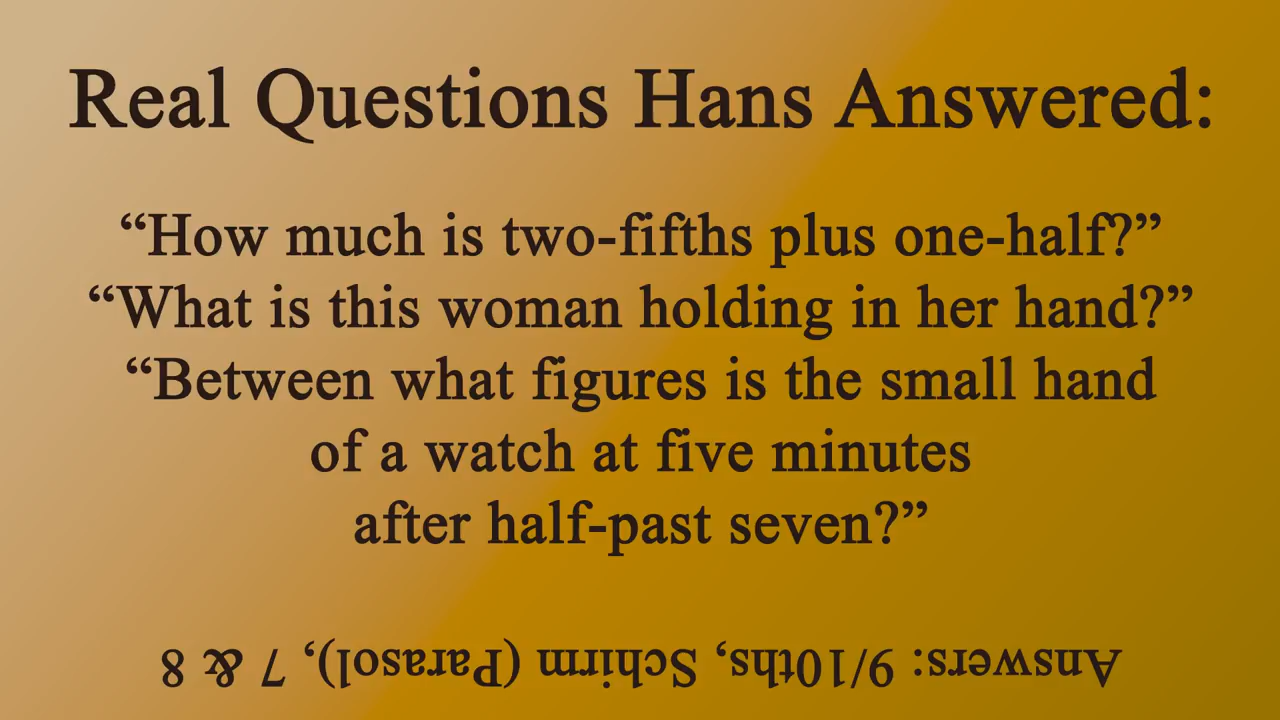 Real Questions Hans Answered:
“How much is two-fifths plus one-half?”
“What is this woman holding in her hand?”
“Between what figures is the small hand
of a watch at five minutes
after half-past seven?”
Answers: 9/10ths, Schirm (Parasol), 7 & 8